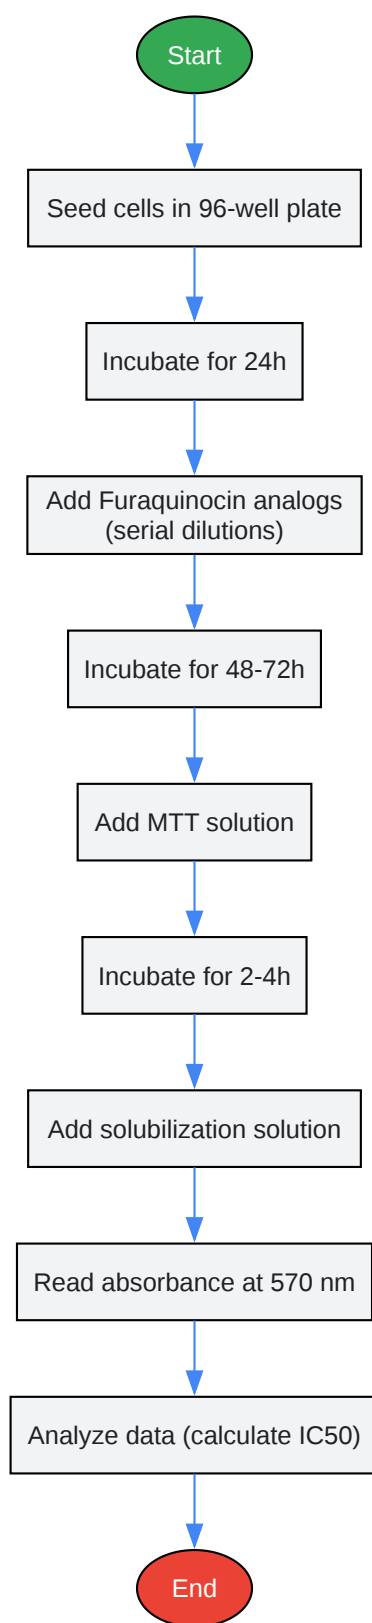 Start
Seed cells in 96-well plate
Incubate for 24h
Add Furaquinocin analogs
(serial dilutions)
Incubate for 48-72h
Add MTT solution
Incubate for 2-4h
Add solubilization solution
Read absorbance at 570 nm
Analyze data (calculate IC50)
End